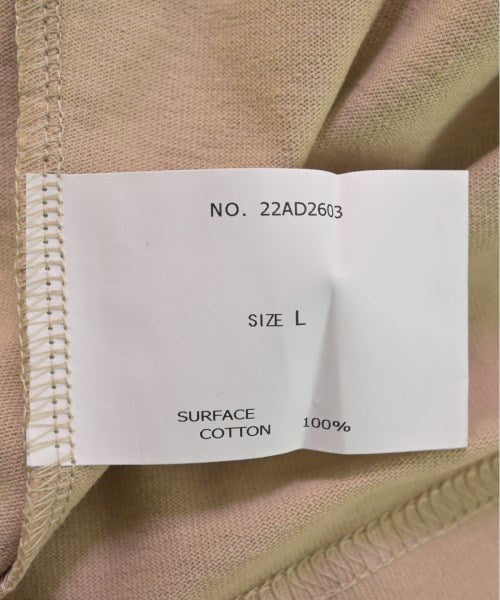 NO. 22AD2603
SIZE L
SURFACE
COTTON 100%